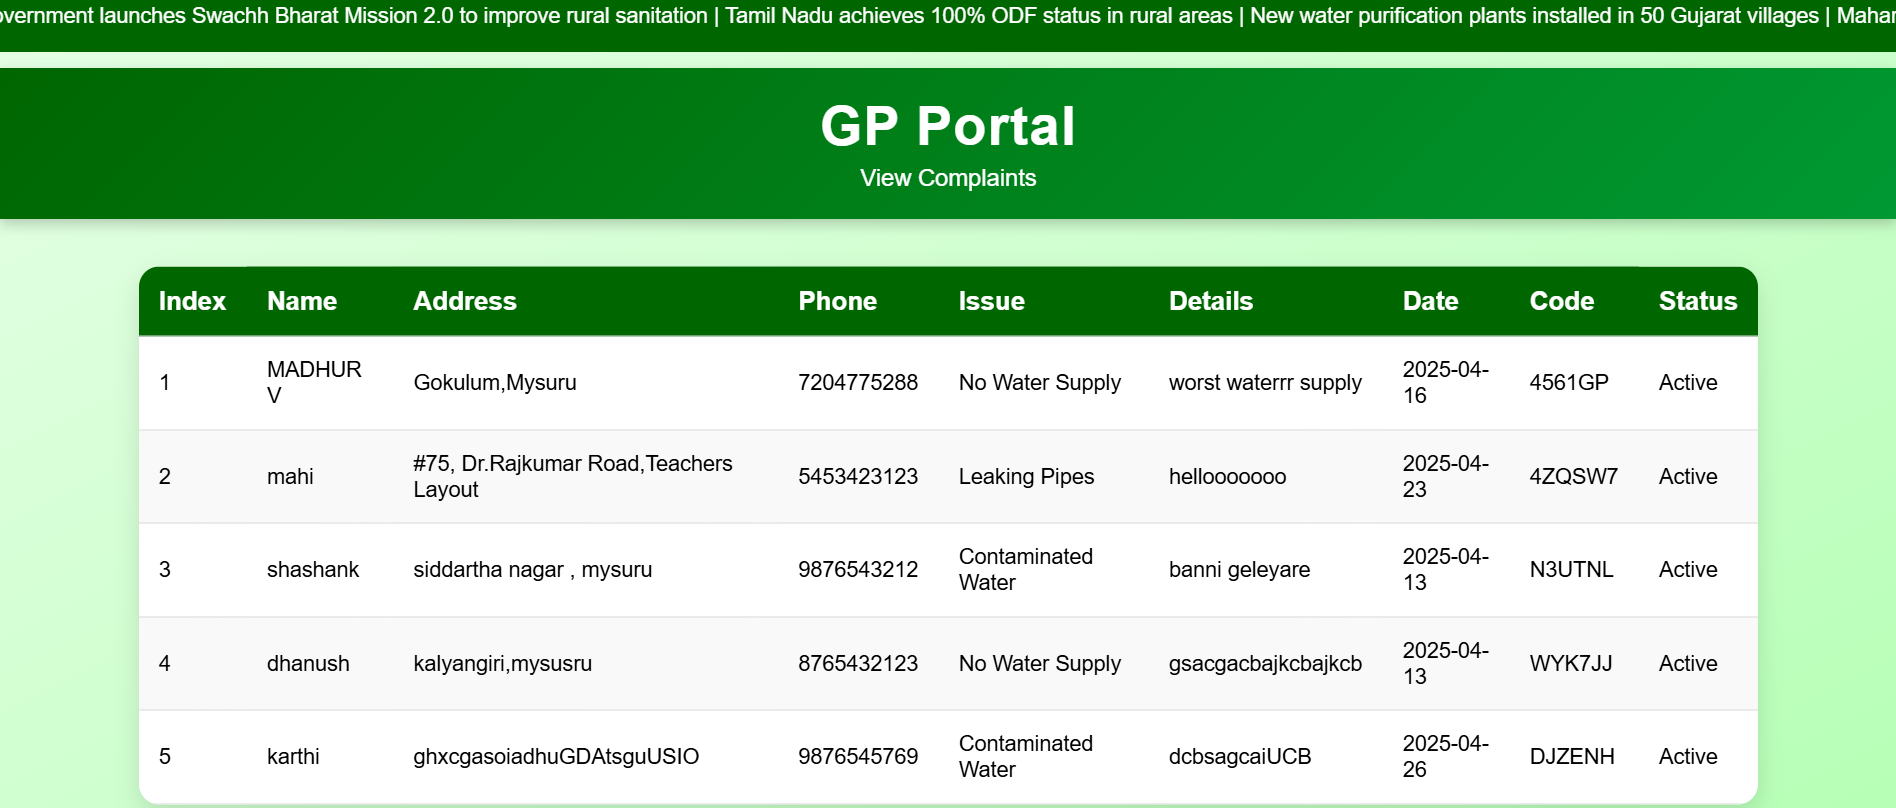 overnment launches Swachh Bharat Mission 2.0 to improve rural sanitation | Tamil Nadu achieves 100% ODF status in rural areas | New water purification plants installed in 50 Gujarat villages | Mahar
GP Portal
View Complaints
Index Name Address Phone Issue Details Date Code Status
1 MADHUR V Gokulum,Mysuru 7204775288 No Water Supply worst waterrr supply 2025-04-16 4561GP Active
2 mahi #75, Dr.Rajkumar Road,Teachers Layout 5453423123 Leaking Pipes hellooooooo 2025-04-23 4ZQSW7 Active
3 shashank siddartha nagar , mysuru 9876543212 Contaminated Water banni geleyare 2025-04-13 N3UTNL Active
4 dhanush kalyangiri,mysusru 8765432123 No Water Supply gsacgacbajkcbajkcb 2025-04-13 WYK7JJ Active
5 karthi ghxcgasoiadhuGDAtsguUSIO 9876545769 Contaminated Water dcbsagcaiUCB 2025-04-26 DJZENH Active